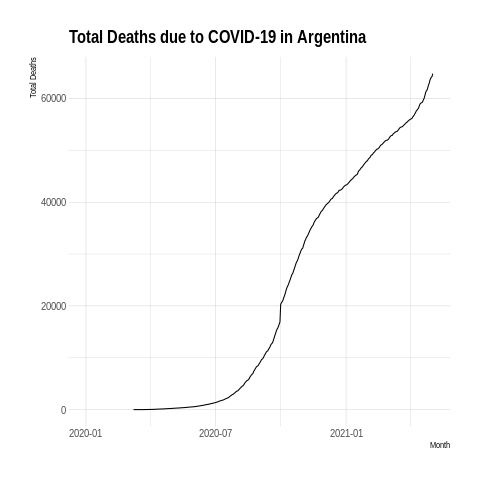 Total Deaths due to COVID-19 in Argentina
Total Deaths
60000
40000
20000
0
2020-01 2020-07 2021-01
Month